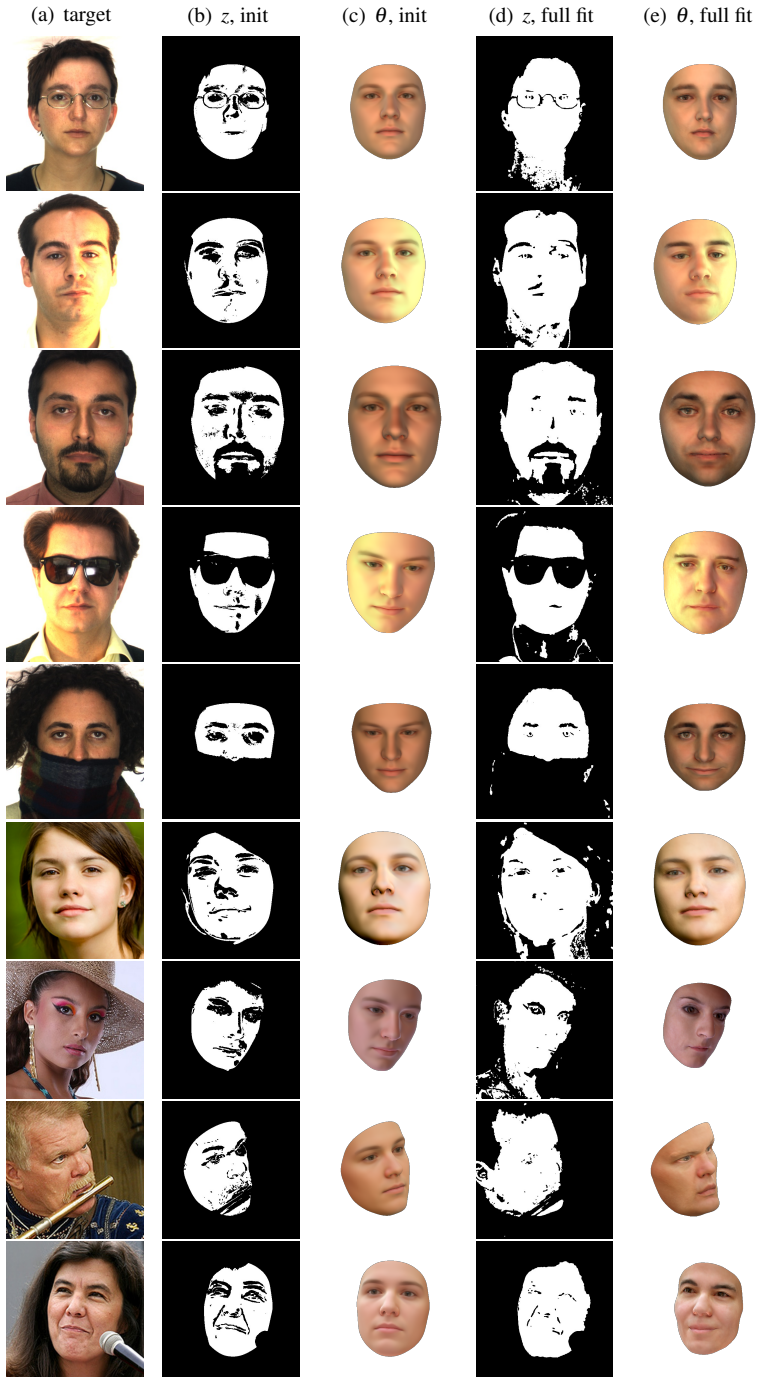 (a) target (b) z, init (c) θ, init (d) z, full fit (e) θ, full fit